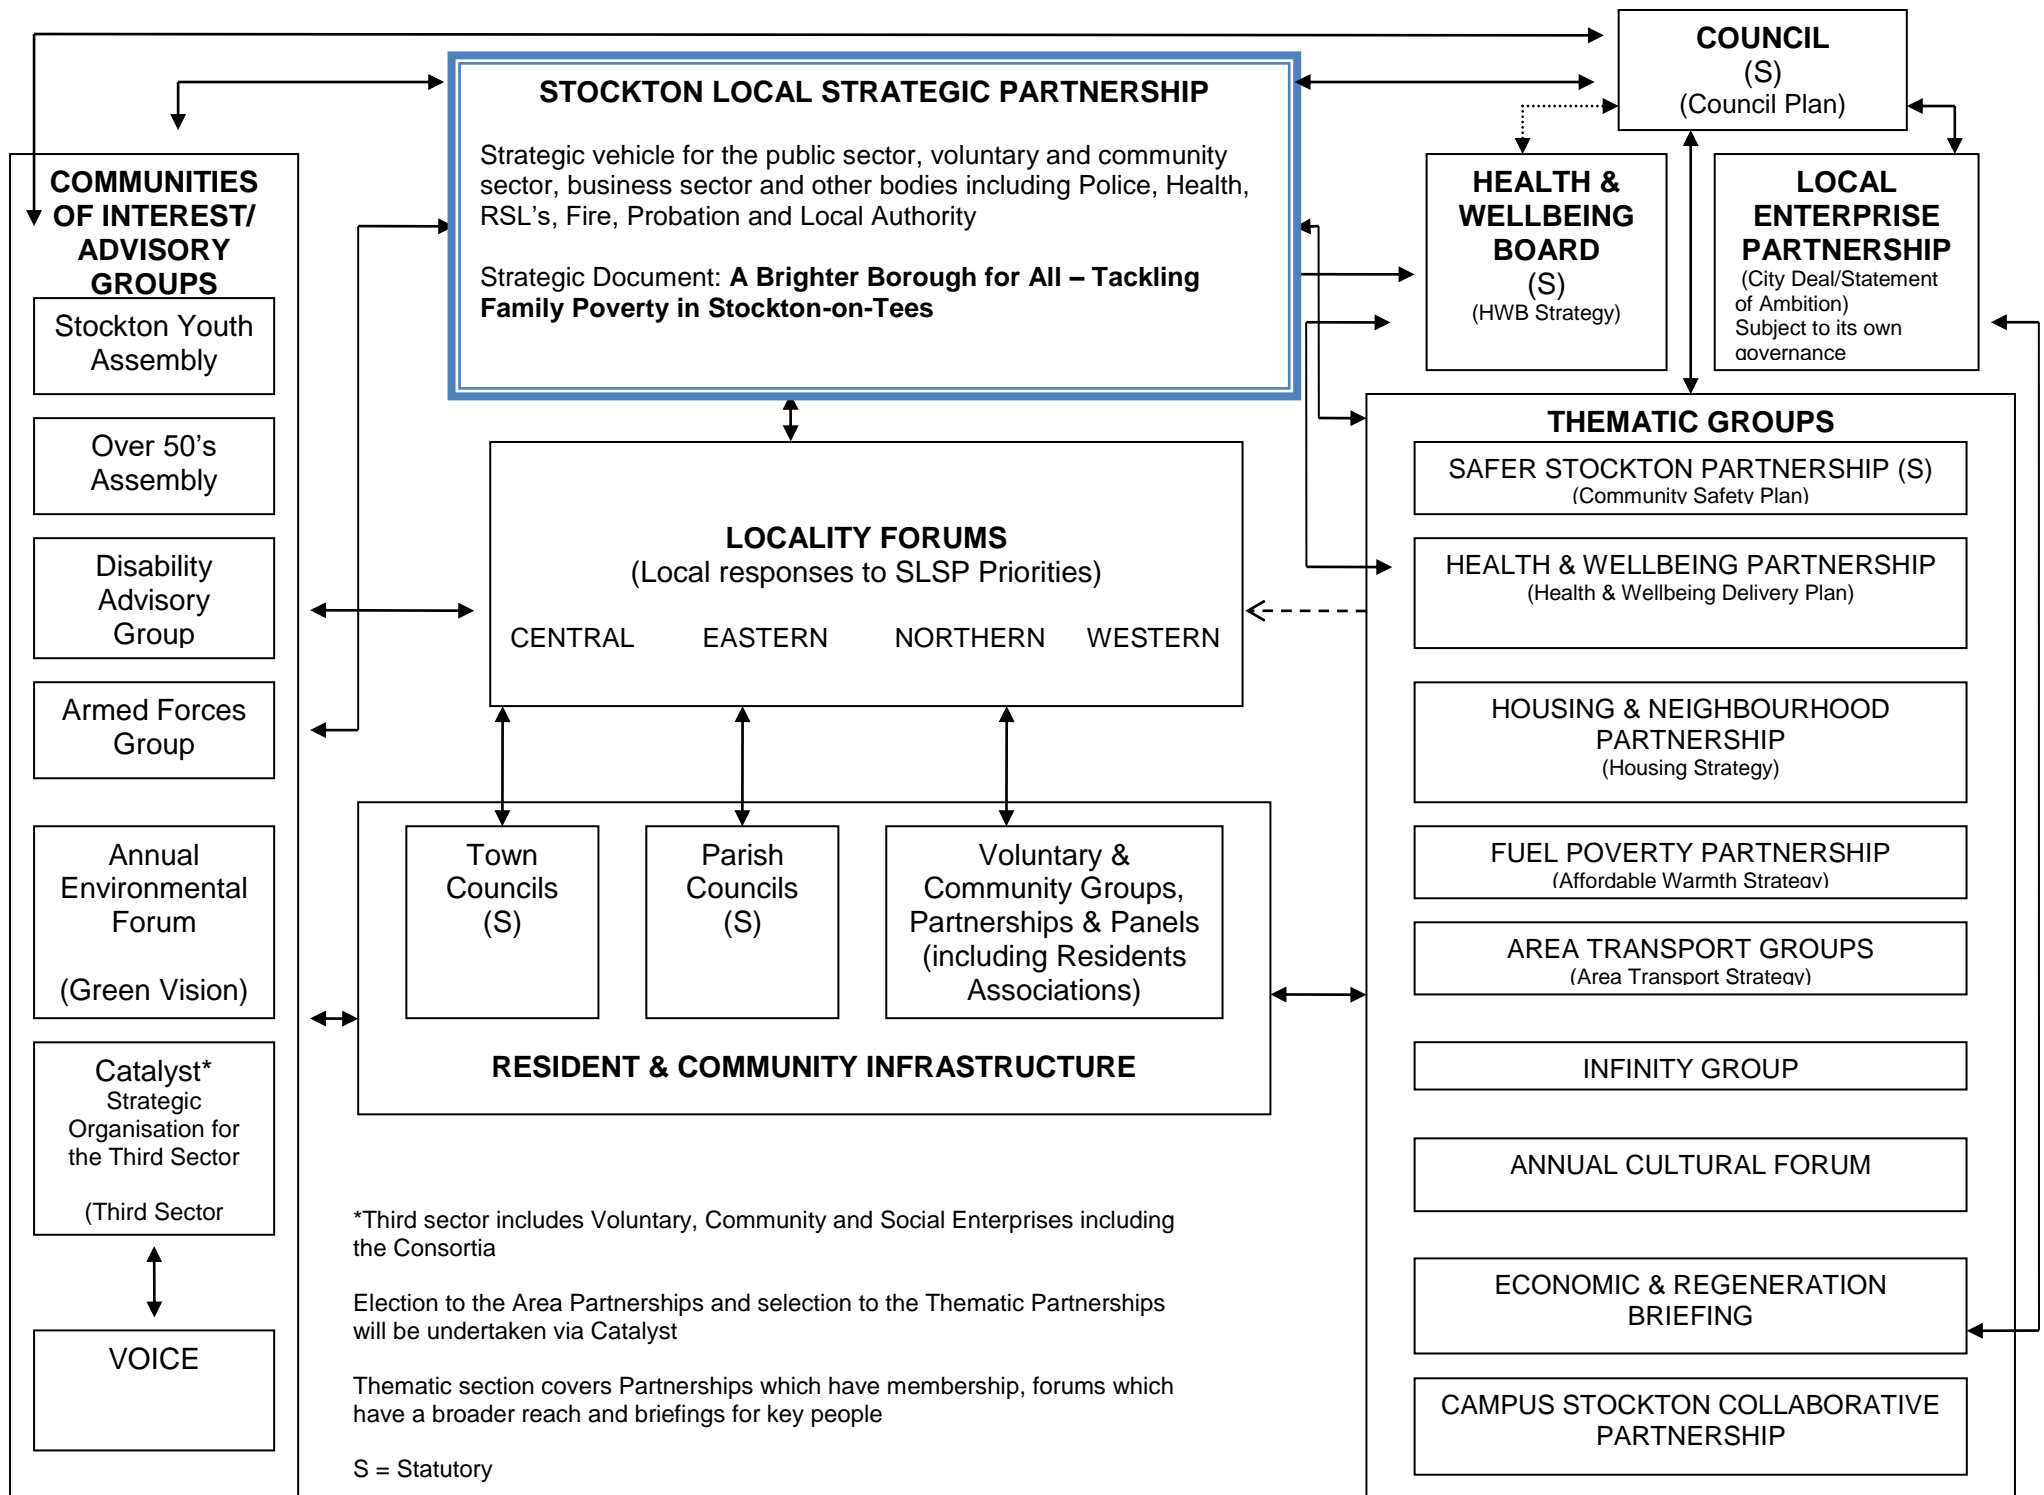 COUNCIL
(S)
(Council Plan)
STOCKTON LOCAL STRATEGIC PARTNERSHIP
Strategic vehicle for the public sector, voluntary and community
sector, business sector and other bodies including Police, Health,
RSL's, Fire, Probation and Local Authority
Strategic Document: A Brighter Borough for All – Tackling
Family Poverty in Stockton-on-Tees
HEALTH &
WELLBEING
BOARD
(S)
(HWB Strategy)
LOCAL
ENTERPRISE
PARTNERSHIP
(City Deal/Statement
of Ambition)
Subject to its own
governance
COMMUNITIES
OF INTEREST/
ADVISORY
GROUPS
Stockton Youth
Assembly
Over 50's
Assembly
Disability
Advisory
Group
Armed Forces
Group
Annual
Environmental
Forum
(Green Vision)
Catalyst*
Strategic
Organisation for
the Third Sector
(Third Sector
VOICE
LOCALITY FORUMS
(Local responses to SLSP Priorities)
CENTRAL EASTERN NORTHERN WESTERN
Town
Councils
(S)
Parish
Councils
(S)
Voluntary &
Community Groups,
Partnerships & Panels
(including Residents
Associations)
RESIDENT & COMMUNITY INFRASTRUCTURE
THEMATIC GROUPS
SAFER STOCKTON PARTNERSHIP (S)
(Community Safety Plan)
HEALTH & WELLBEING PARTNERSHIP
(Health & Wellbeing Delivery Plan)
HOUSING & NEIGHBOURHOOD
PARTNERSHIP
(Housing Strategy)
FUEL POVERTY PARTNERSHIP
(Affordable Warmth Strategy)
AREA TRANSPORT GROUPS
(Area Transport Strategy)
INFINITY GROUP
ANNUAL CULTURAL FORUM
ECONOMIC & REGENERATION
BRIEFING
CAMPUS STOCKTON COLLABORATIVE
PARTNERSHIP
*Third sector includes Voluntary, Community and Social Enterprises including
the Consortia
Election to the Area Partnerships and selection to the Thematic Partnerships
will be undertaken via Catalyst
Thematic section covers Partnerships which have membership, forums which
have a broader reach and briefings for key people
S = Statutory